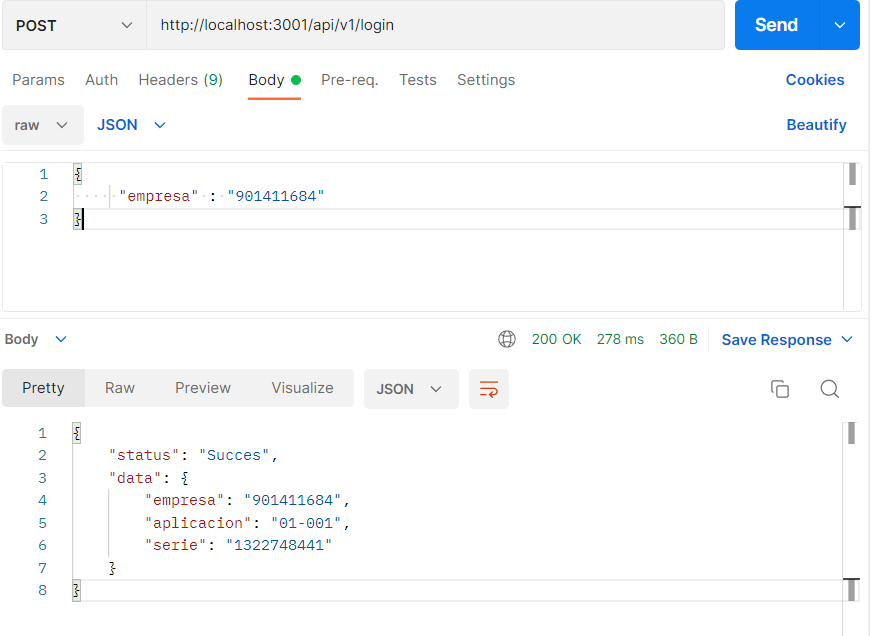 POST http://localhost:3001/api/v1/login Send
Params Auth Headers (9) Body Pre-req. Tests Settings Cookies
raw JSON Beautify
1 {
2 "empresa" : "901411684"
3 }
Body 200 OK 278 ms 360 B Save Response
Pretty Raw Preview Visualize JSON
1 {
2 "status": "Succes",
3 "data": {
4 "empresa": "901411684",
5 "aplicacion": "01-001",
6 "serie": "1322748441"
7 }
8 }